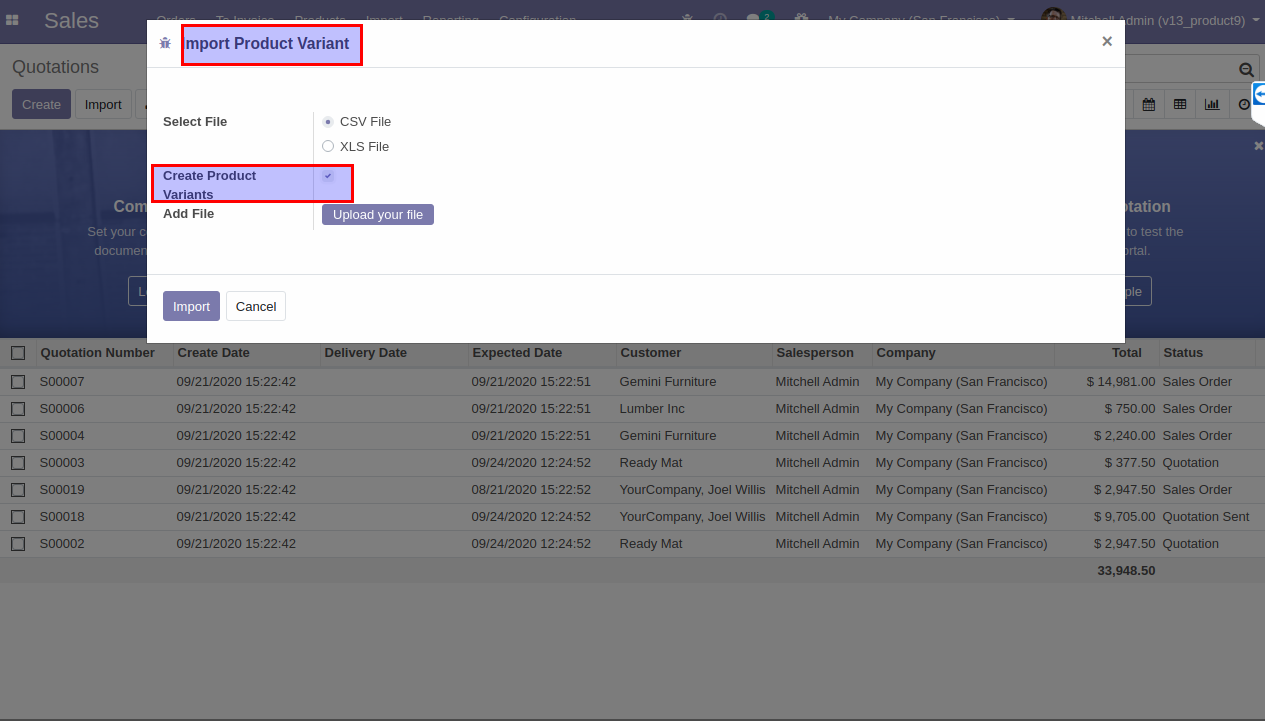 Sales Orders To Invoice Products Import Reporting Configuration 2 My Company (San Francisco) Mitchell Admin (v13_product9)
Import Product Variant ×
Quotations
Create Import
Select File CSV File
XLS File
Create Product
Variants
Add File Upload your file
Com
Set your c
documen
Lo
otation
to test the
ortal.
ple
Import Cancel
Quotation Number Create Date Delivery Date Expected Date Customer Salesperson Company Total Status
S00007 09/21/2020 15:22:42 09/21/2020 15:22:51 Gemini Furniture Mitchell Admin My Company (San Francisco) $ 14,981.00 Sales Order
S00006 09/21/2020 15:22:42 09/21/2020 15:22:51 Lumber Inc Mitchell Admin My Company (San Francisco) $ 750.00 Sales Order
S00004 09/21/2020 15:22:42 09/21/2020 15:22:51 Gemini Furniture Mitchell Admin My Company (San Francisco) $ 2,240.00 Sales Order
S00003 09/21/2020 15:22:42 09/24/2020 12:24:52 Ready Mat Mitchell Admin My Company (San Francisco) $ 377.50 Quotation
S00019 09/21/2020 15:22:42 08/21/2020 15:22:52 YourCompany, Joel Willis Mitchell Admin My Company (San Francisco) $ 2,947.50 Sales Order
S00018 09/21/2020 15:22:42 09/24/2020 12:24:52 YourCompany, Joel Willis Mitchell Admin My Company (San Francisco) $ 9,705.00 Quotation Sent
S00002 09/21/2020 15:22:42 09/24/2020 12:24:52 Ready Mat Mitchell Admin My Company (San Francisco) $ 2,947.50 Quotation
33,948.50